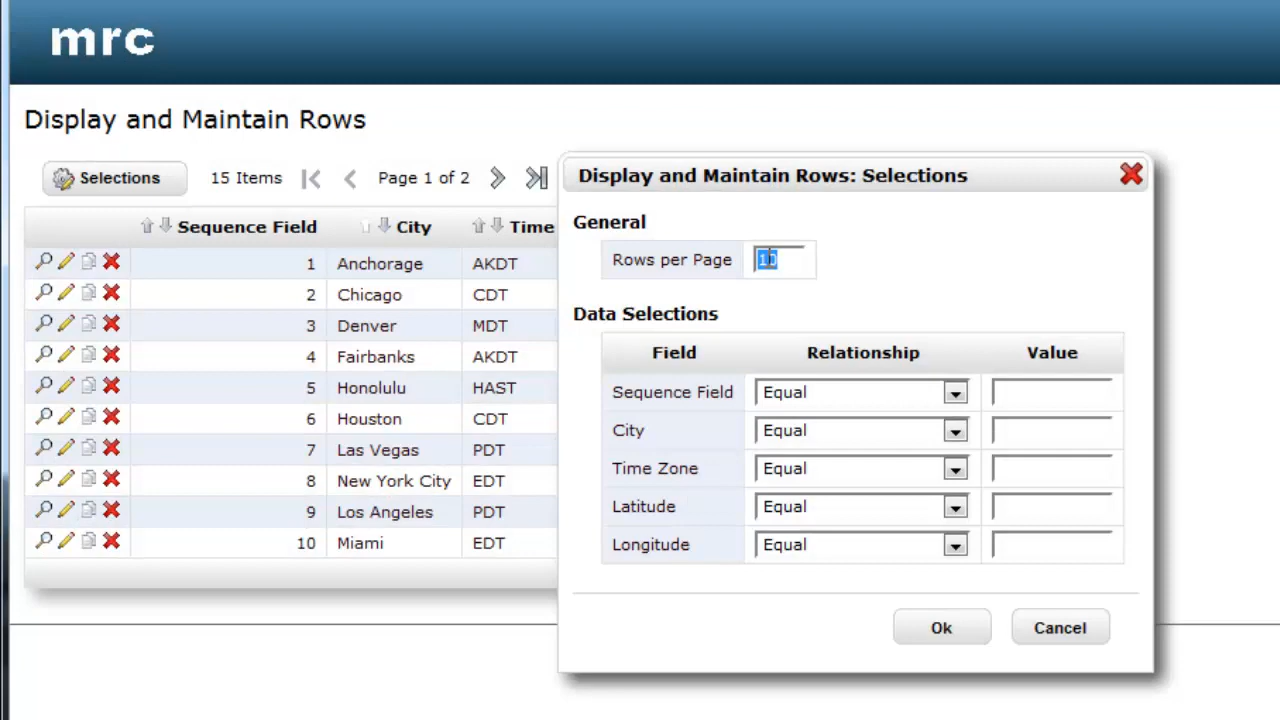 mrc
Display and Maintain Rows
Selections 15 Items Page 1 of 2
Sequence Field City Time
1 Anchorage AKDT
2 Chicago CDT
3 Denver MDT
4 Fairbanks AKDT
5 Honolulu HAST
6 Houston CDT
7 Las Vegas PDT
8 New York City EDT
9 Los Angeles PDT
10 Miami EDT
Display and Maintain Rows: Selections
General
Rows per Page 10
Data Selections
Field Relationship Value
Sequence Field Equal
City Equal
Time Zone Equal
Latitude Equal
Longitude Equal
Ok Cancel